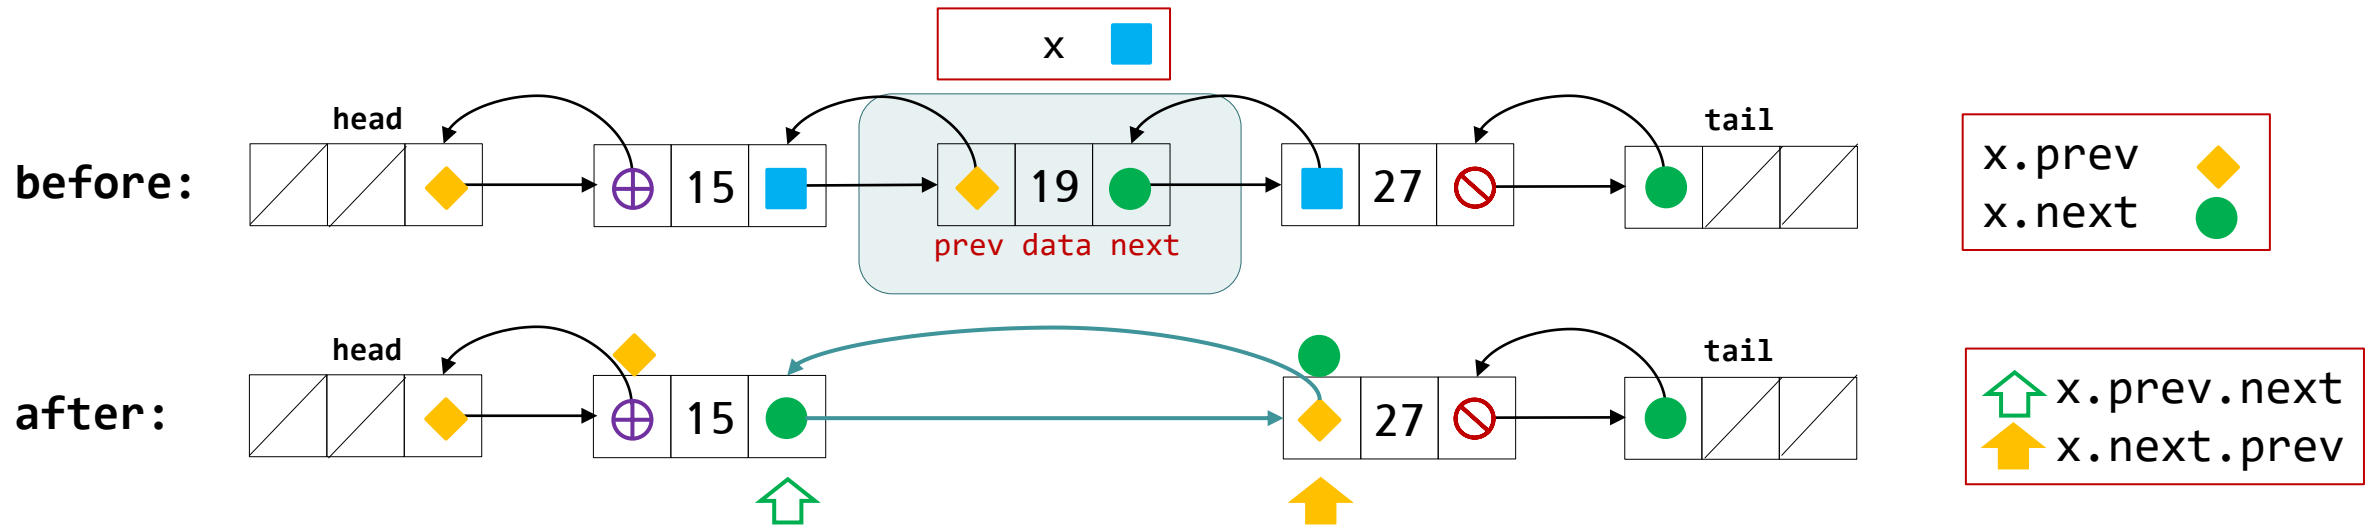 x
head
tail
before:
15
19
27
prev data next
x.prev
x.next
head
tail
after:
15
27
x.prev.next
x.next.prev